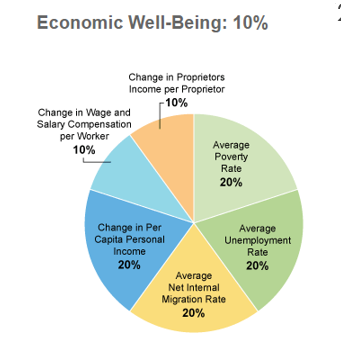 Economic Well-Being: 10%
Change in Proprietors
Income per Proprietor
10%
Change in Wage and
Salary Compensation
per Worker
10%
Average
Poverty
Rate
20%
Change in Per
Capita Personal
Income
20%
Average
Unemployment
Rate
20%
Average
Net Internal
Migration Rate
20%